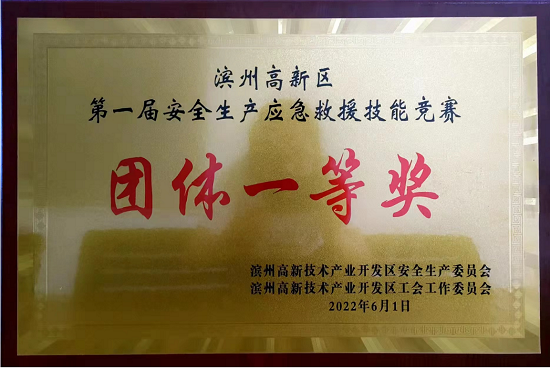 滨州高新区
第一届安全生产应急救援技能竞赛
团体一等奖
滨州高新技术产业开发区安全生产委员会
滨州高新技术产业开发区工会工作委员会
2022年6月1日